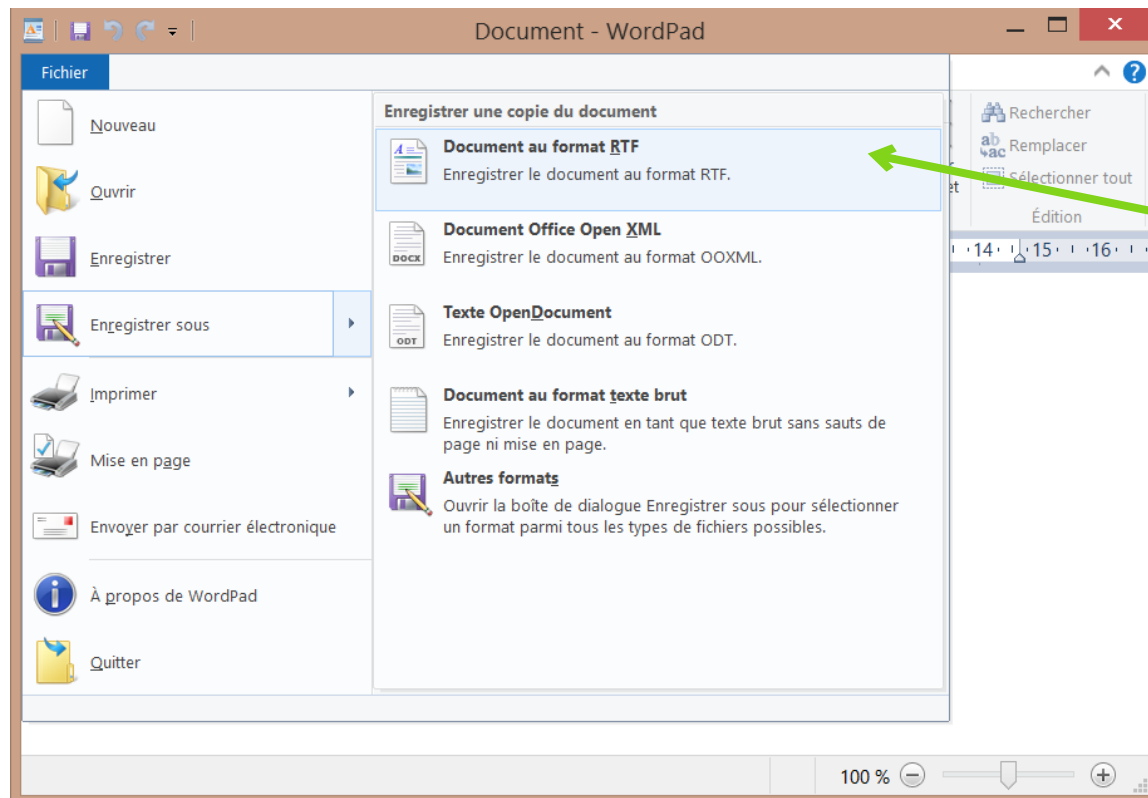 Document - WordPad
Fichier
Nouveau
Ouvrir
Enregistrer
Enregistrer sous
Imprimer
Mise en page
Envoyer par courrier électronique
À propos de WordPad
Quitter
Enregistrer une copie du document
Document au format RTF
Enregistrer le document au format RTF.
Document Office Open XML
DOCX
Enregistrer le document au format OOXML.
Texte OpenDocument
ODT
Enregistrer le document au format ODT.
Document au format texte brut
Enregistrer le document en tant que texte brut sans sauts de
page ni mise en page.
Autres formats
Ouvrir la boîte de dialogue Enregistrer sous pour sélectionner
un format parmi tous les types de fichiers possibles.
Rechercher
Remplacer
Sélectionner tout
Édition
14 15 16
100 %